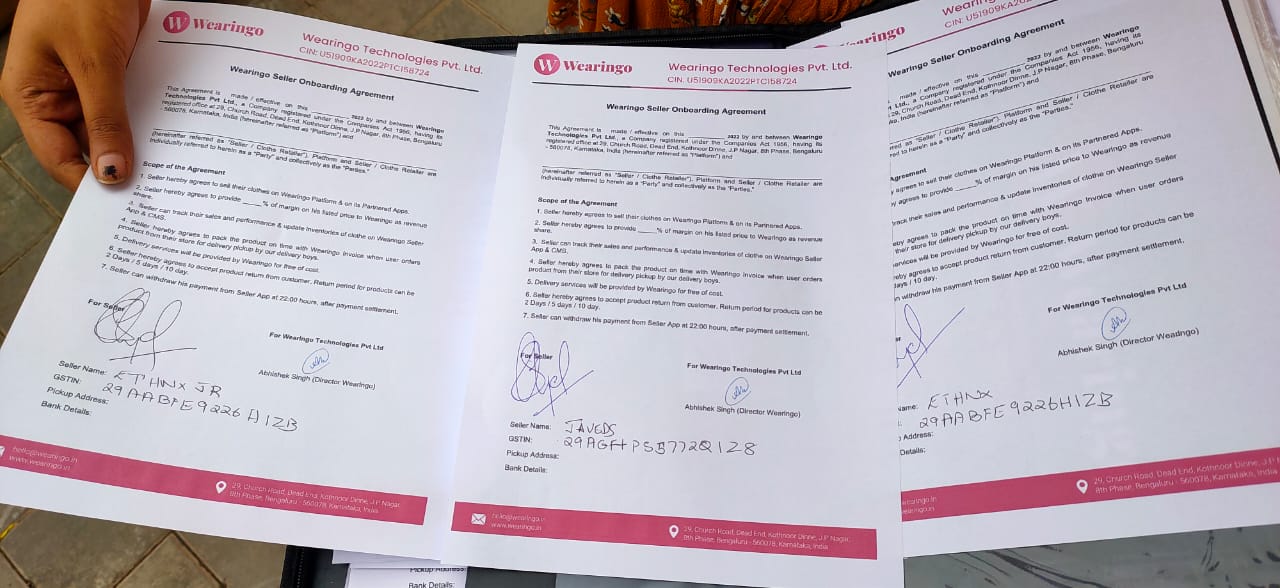 Wearingo
Wearingo Technologies Pvt. Ltd.
CIN: U51909KA2022PTC158724
Wearingo Seller Onboarding Agreement
This Agreement is made / effective on this 2022 by and between Wearingo
Technologies Pvt Ltd., a Company registered under the Companies Act 1956, having its
registered office at 29, Church Road, Dead End, Kothnoor Dinne, J.P Nagar, 8th Phase, Bengaluru
- 560078, Karnataka, India (hereinafter referred as "Platform") and
(hereinafter referred as "Seller / Clothe Retailer"). Platform and Seller / Clothe Retailer are
individually referred to herein as a "Party" and collectively as the "Parties."
Scope of the Agreement
1. Seller hereby agrees to sell their clothes on Wearingo Platform & on its Partnered Apps.
2. Seller hereby agrees to provide _____% of margin on his listed price to Wearingo as revenue
share.
3. Seller can track their sales and performance & update inventories of clothe on Wearingo Seller
App & CMS.
4. Seller hereby agrees to pack the product on time with Wearingo Invoice when user orders
product from their store for delivery pickup by our delivery boys.
5. Delivery services will be provided by Wearingo for free of cost.
6. Seller hereby agrees to accept product return from customer. Return period for products can be
2 Days / 5 days / 10 day.
7. Seller can withdraw his payment from Seller App at 22:00 hours, after payment settlement.
For Seller
For Wearingo Technologies Pvt Ltd
Abhishek Singh (Director Wearingo)
Seller Name: ETHNX JR
GSTIN: 29AABFE9226H1ZB
Pickup Address:
Bank Details:
hello@wearingo.in
www.wearingo.in
29, Church Road, Dead End, Kothnoor Dinne, J.P Nagar,
8th Phase, Bengaluru - 560078, Karnataka, India
Wearingo
Wearingo Technologies Pvt. Ltd.
CIN: U51909KA2022PTC158724
Wearingo Seller Onboarding Agreement
This Agreement is made / effective on this 2022 by and between Wearingo
Technologies Pvt Ltd., a Company registered under the Companies Act 1956, having its
registered office at 29, Church Road, Dead End, Kothnoor Dinne, J.P Nagar, 8th Phase, Bengaluru
- 560078, Karnataka, India (hereinafter referred as "Platform") and
(hereinafter referred as "Seller / Clothe Retailer"). Platform and Seller / Clothe Retailer are
individually referred to herein as a "Party" and collectively as the "Parties."
Scope of the Agreement
1. Seller hereby agrees to sell their clothes on Wearingo Platform & on its Partnered Apps.
2. Seller hereby agrees to provide _____% of margin on his listed price to Wearingo as revenue
share.
3. Seller can track their sales and performance & update inventories of clothe on Wearingo Seller
App & CMS.
4. Seller hereby agrees to pack the product on time with Wearingo Invoice when user orders
product from their store for delivery pickup by our delivery boys.
5. Delivery services will be provided by Wearingo for free of cost.
6. Seller hereby agrees to accept product return from customer. Return period for products can be
2 Days / 5 days / 10 day.
7. Seller can withdraw his payment from Seller App at 22:00 hours, after payment settlement.
For Seller
For Wearingo Technologies Pvt Ltd
Abhishek Singh (Director Wearingo)
Seller Name: JAVEDS
GSTIN:
Pickup Address:
Bank Details:
hello@wearingo.in
www.wearingo.in
29, Church Road, Dead End, Kothnoor Dinne, J.P Nagar,
8th Phase, Bengaluru - 560078, Karnataka, India
Wearingo Seller Onboarding Agreement
made / effective on this 2022 by and between Wearingo
Ltd., a Company registered under the Companies Act 1956, having its
29, Church Road, Dead End, Kothnoor Dinne, J.P Nagar, 8th Phase, Bengaluru
Karnataka, India (hereinafter referred as "Platform") and
as "Seller / Clothe Retailer"). Platform and Seller / Clothe Retailer are
to herein as a "Party" and collectively as the "Parties."
Agreement
agrees to sell their clothes on Wearingo Platform & on its Partnered Apps.
agrees to provide _____% of margin on his listed price to Wearingo as revenue
track their sales and performance & update inventories of clothe on Wearingo Seller
agrees to pack the product on time with Wearingo Invoice when user orders
their store for delivery pickup by our delivery boys.
services will be provided by Wearingo for free of cost.
agrees to accept product return from customer. Return period for products can be
days / 10 day.
withdraw his payment from Seller App at 22:00 hours, after payment settlement.
For Wearingo Technologies Pvt Ltd
Abhishek Singh (Director Wearingo)
Name: ETHNX
29AABFE9226H1ZB
Address:
Details:
29, Church Road, Dead End, Kothnoor Dinne, J.P
8th Phase, Bengaluru - 560078, Karnataka, India
Pickup Address
Bank Details: